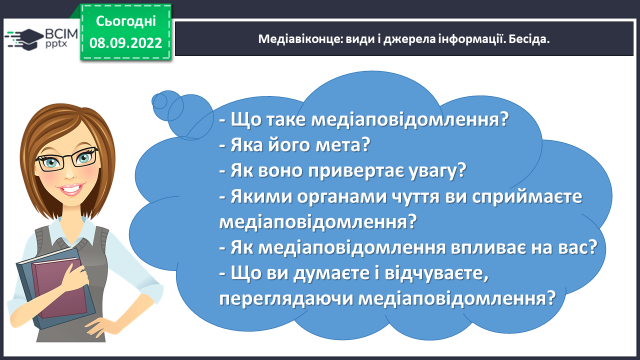 ВСІМ
pptx
Сьогодні
08.09.2022
Медіавіконце: види і джерела інформації. Бесіда.
- Що таке медіаповідомлення?
- Яка його мета?
- Як воно привертає увагу?
- Якими органами чуття ви сприймаєте
медіаповідомлення?
- Як медіаповідомлення впливає на вас?
- Що ви думаєте і відчуваєте,
переглядаючи медіаповідомлення?